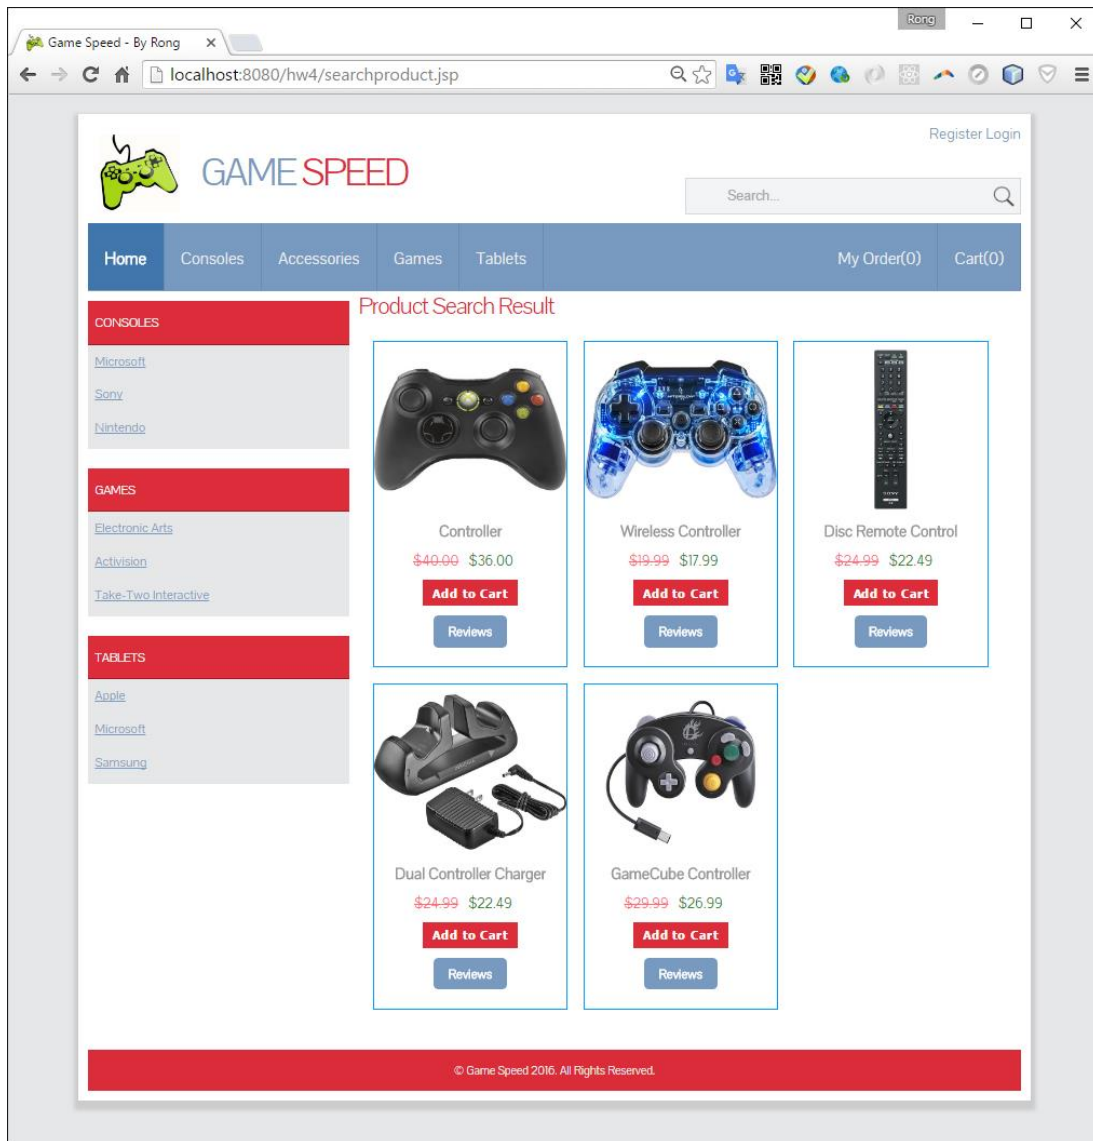 Rong
Game Speed - By Rong
localhost:8080/hw4/searchproduct.jsp
Register Login
GAME SPEED
Search...
Home Consoles Accessories Games Tablets My Order(0) Cart(0)
Product Search Result
CONSOLES
Microsoft
Sony
Nintendo
GAMES
Electronic Arts
Activision
Take-Two Interactive
TABLETS
Apple
Microsoft
Samsung
Controller Wireless Controller Disc Remote Control
$40.00 $36.00 $19.99 $17.99 $24.99 $22.49
Add to Cart Add to Cart Add to Cart
Reviews Reviews Reviews
Dual Controller Charger GameCube Controller
$24.99 $22.49 $29.99 $26.99
Add to Cart Add to Cart
Reviews Reviews
© Game Speed 2016. All Rights Reserved.